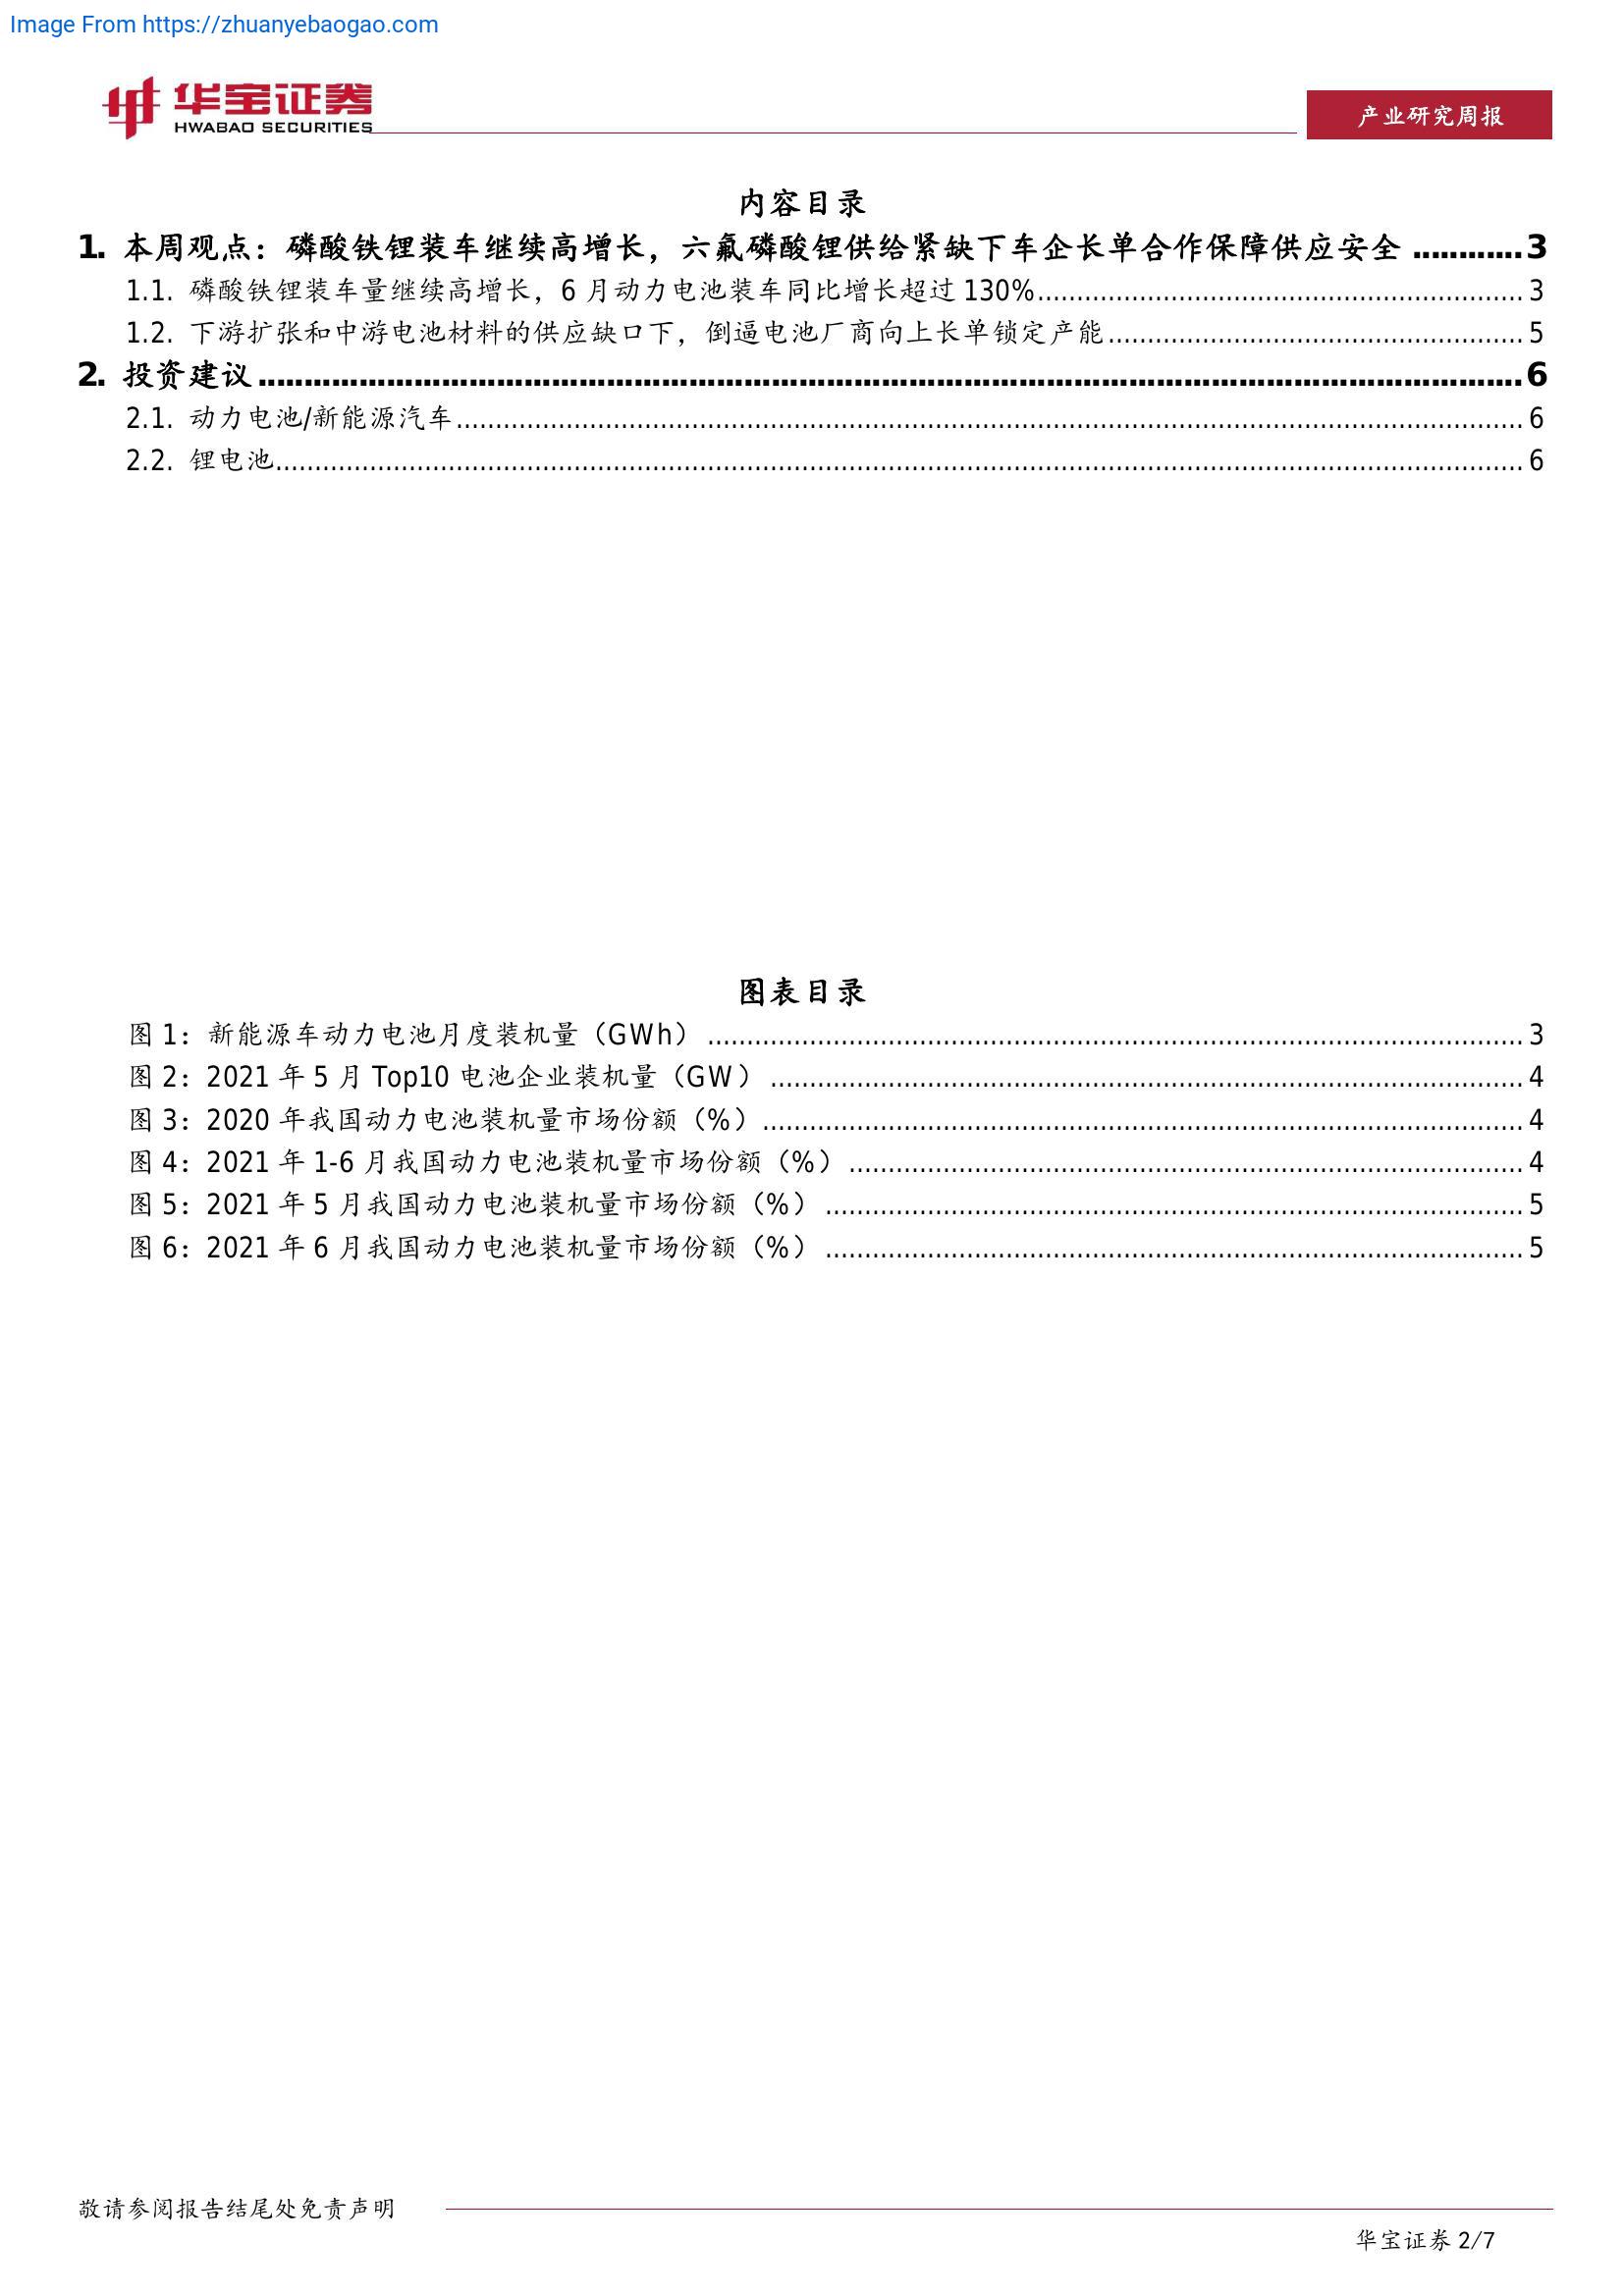 Image From https://zhuanyebaogao.com
华宝证券
HWABAO SECURITIES
产业研究周报
内容目录
1. 本周观点：磷酸铁锂装车继续高增长，六氟磷酸锂供给紧缺下车企长单合作保障供应安全 ............3
1.1. 磷酸铁锂装车量继续高增长，6 月动力电池装车同比增长超过 130%.............................................................. 3
1.2. 下游扩张和中游电池材料的供应缺口下，倒逼电池厂商向上长单锁定产能..................................................... 5
2. 投资建议 ..........................................................................................................................................6
2.1. 动力电池/新能源汽车........................................................................................................................................ 6
2.2. 锂电池................................................................................................................................................................ 6
图表目录
图 1：新能源车动力电池月度装机量（GWh） ........................................................................................................ 3
图 2：2021 年 5 月 Top10 电池企业装机量（GW） ................................................................................................ 4
图 3：2020 年我国动力电池装机量市场份额（%）................................................................................................. 4
图 4：2021 年 1-6 月我国动力电池装机量市场份额（%） ...................................................................................... 4
图 5：2021 年 5 月我国动力电池装机量市场份额（%） ......................................................................................... 5
图 6：2021 年 6 月我国动力电池装机量市场份额（%） ......................................................................................... 5
敬请参阅报告结尾处免责声明
华宝证券 2/7